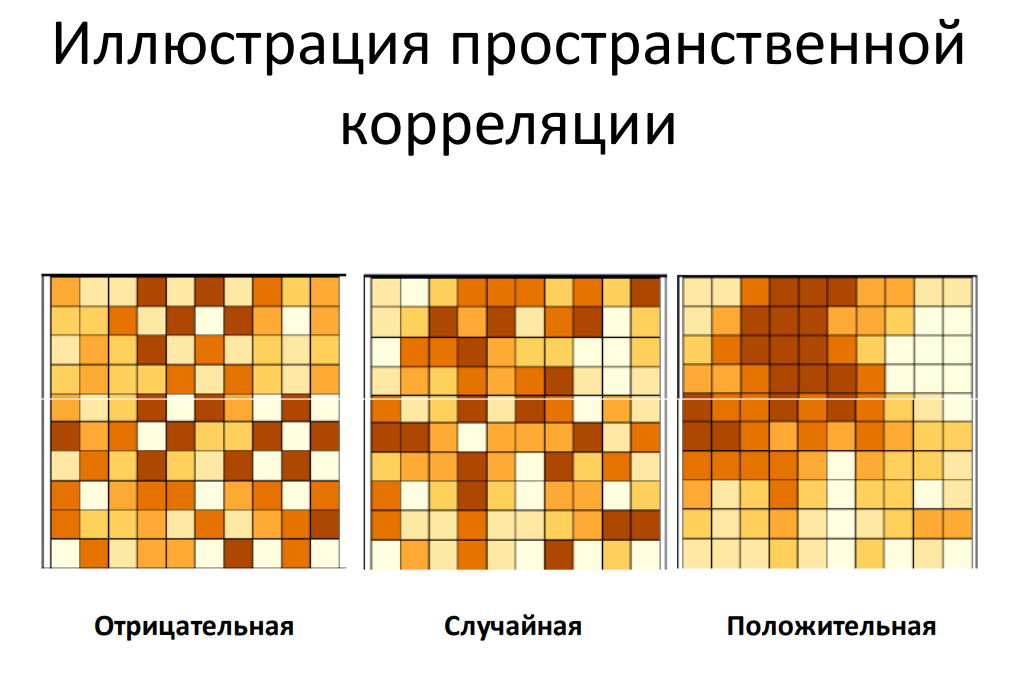 Иллюстрация пространственной
корреляции
Отрицательная
Случайная
Положительная